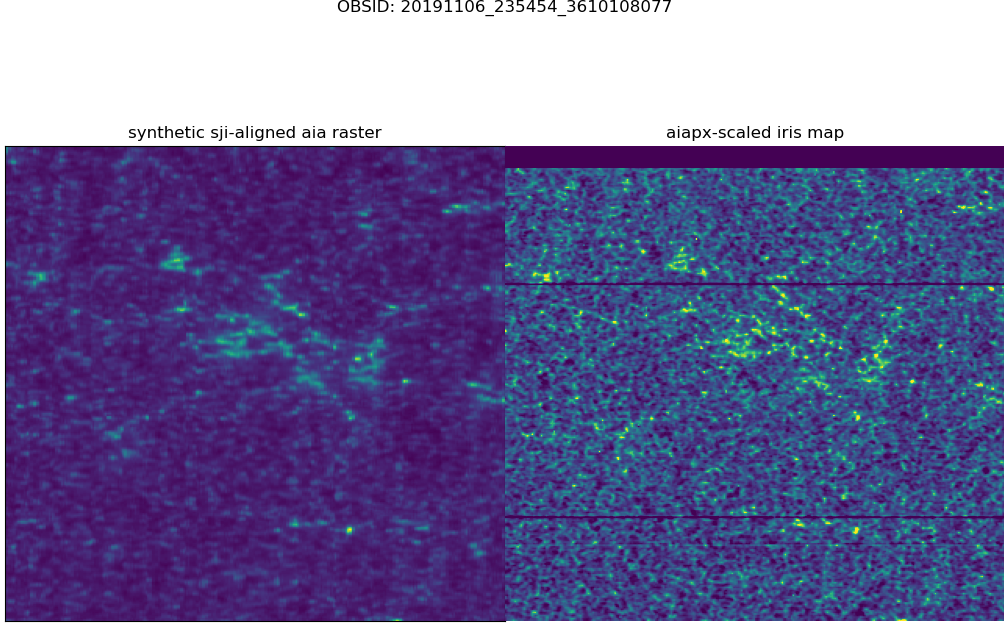 OBSID: 20191106_235454_3610108077
synthetic sji-aligned aia raster
aiapx-scaled iris map